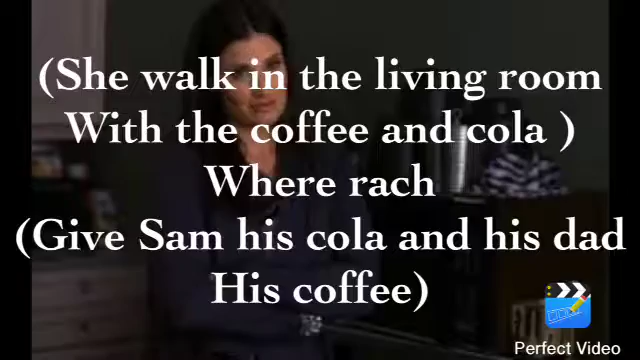 (She walk in the living room
With the coffee and cola )
Where rach
(Give Sam his cola and his dad
His coffee)
Perfect Video